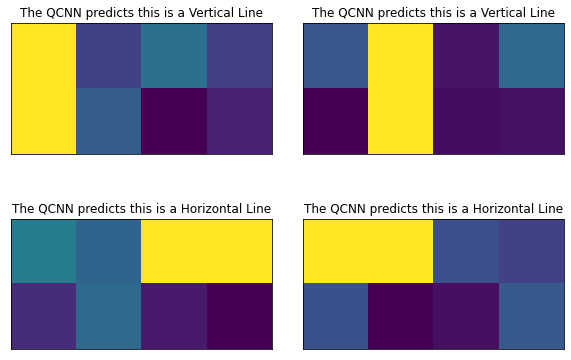 The QCNN predicts this is a Vertical Line
The QCNN predicts this is a Vertical Line
The QCNN predicts this is a Horizontal Line
The QCNN predicts this is a Horizontal Line